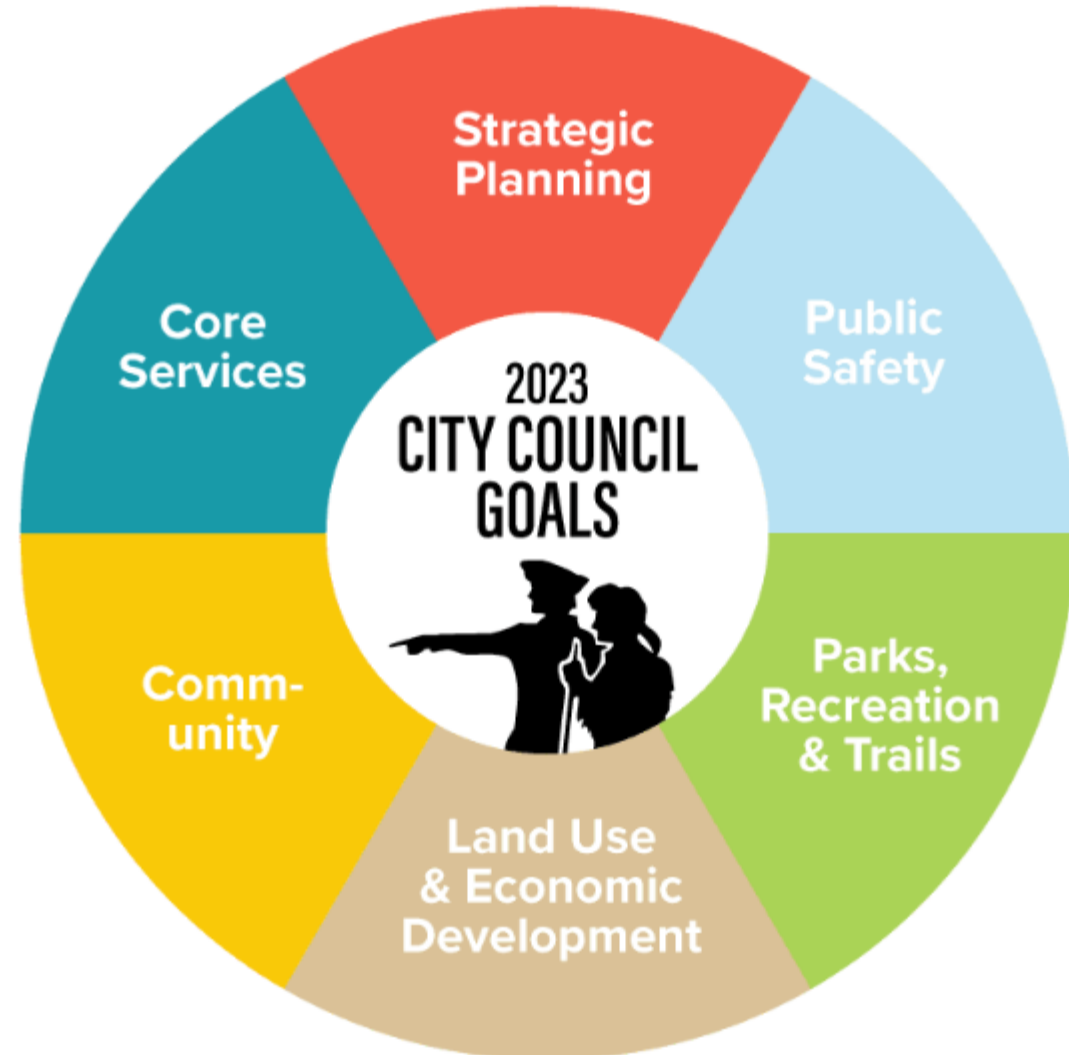 Strategic
Planning
Public
Safety
Parks,
Recreation
& Trails
Land Use
& Economic
Development
Comm-
unity
Core
Services
2023
CITY COUNCIL
GOALS